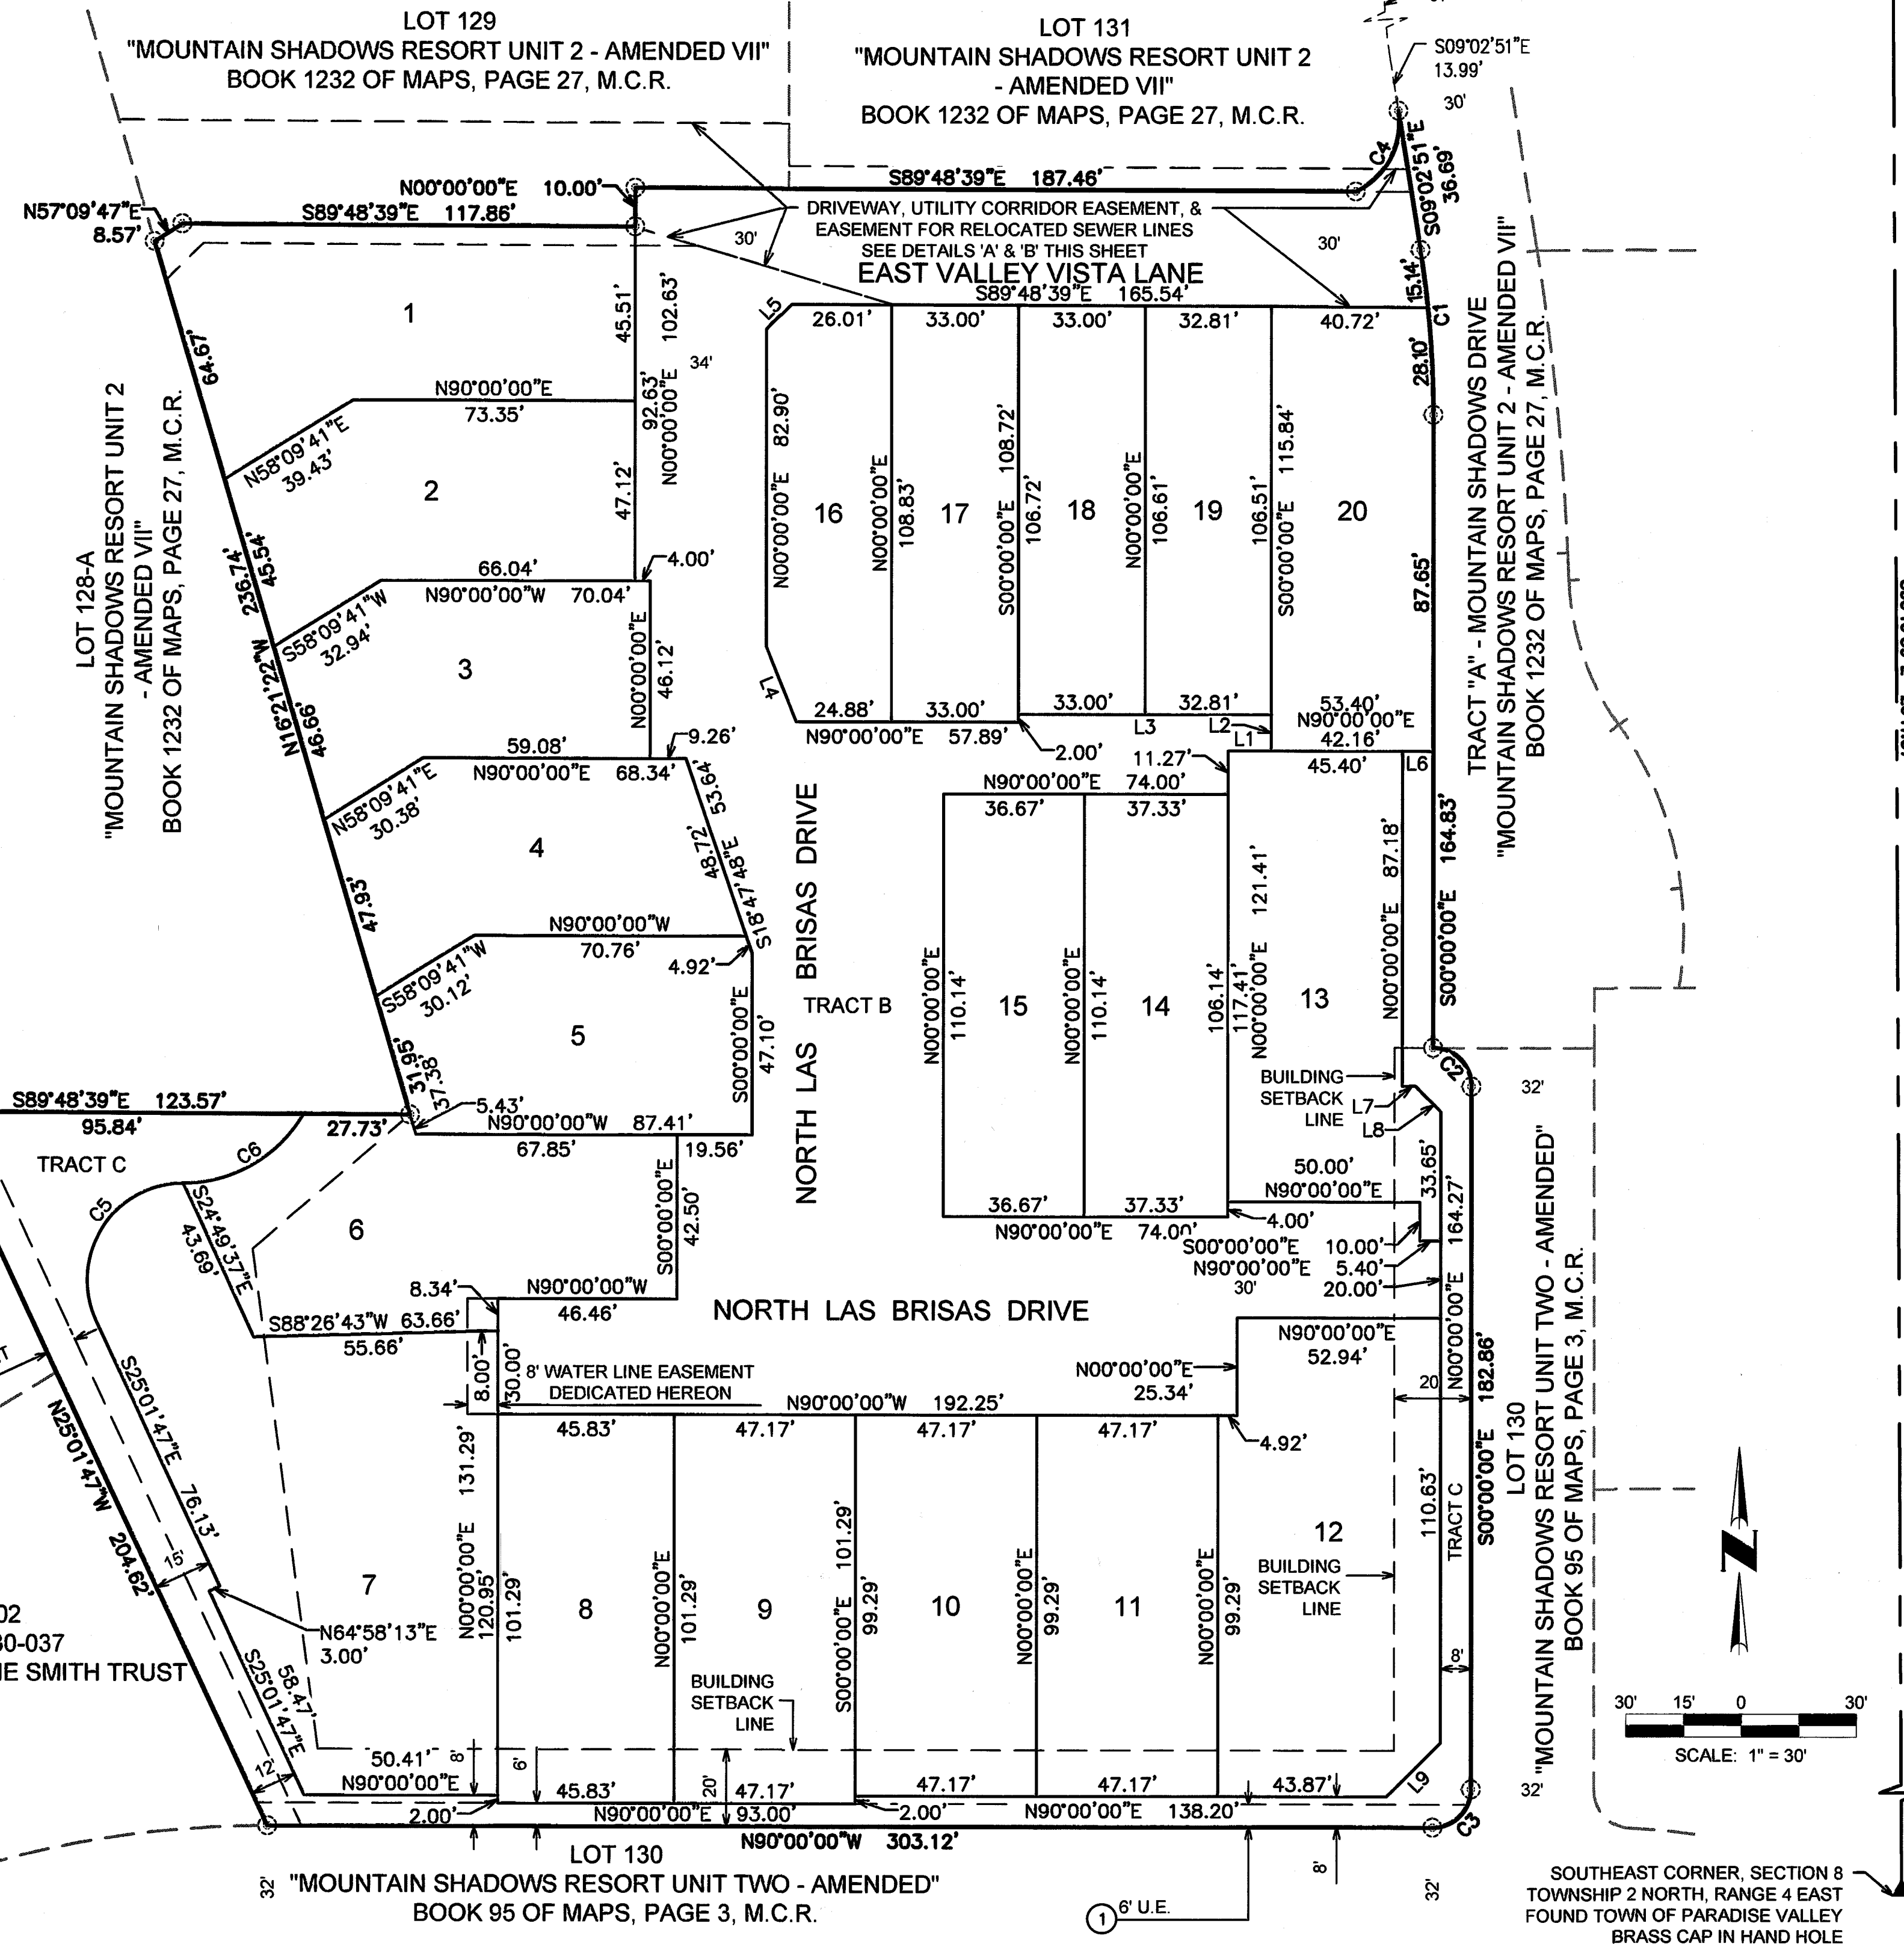 LOT 129
"MOUNTAIN SHADOWS RESORT UNIT 2 - AMENDED VII"
BOOK 1232 OF MAPS, PAGE 27, M.C.R.
LOT 131
"MOUNTAIN SHADOWS RESORT UNIT 2
- AMENDED VII"
BOOK 1232 OF MAPS, PAGE 27, M.C.R.
S09°02'51"E
13.99'
30'
C4
S09°02'51"E
36.69'
N00°00'00"E 10.00'
S89°48'39"E 187.46'
N57°09'47"E
8.57'
S89°48'39"E 117.86'
DRIVEWAY, UTILITY CORRIDOR EASEMENT, &
EASEMENT FOR RELOCATED SEWER LINES
SEE DETAILS 'A' & 'B' THIS SHEET
30'
30'
EAST VALLEY VISTA LANE
S89°48'39"E 165.54'
15.14'
C1
28.10'
L5
26.01'
33.00'
33.00'
32.81'
40.72'
1
45.51'
102.63'
34'
64.67'
N90°00'00"E
73.35'
92.63'
N00°00'00"E
N58°09'41"E
39.43'
2
47.12'
LOT 128-A
"MOUNTAIN SHADOWS RESORT UNIT 2
- AMENDED VII"
BOOK 1232 OF MAPS, PAGE 27, M.C.R.
82.90'
N00°00'00"E
16
N00°00'00"E
108.83'
17
108.72'
S00°00'00"E
106.72'
18
N00°00'00"E
106.61'
19
106.51'
115.84'
S00°00'00"E
20
87.65'
TRACT "A" - MOUNTAIN SHADOWS DRIVE
"MOUNTAIN SHADOWS RESORT UNIT 2 - AMENDED VII"
BOOK 1232 OF MAPS, PAGE 27, M.C.R.
N16°21'22"W 236.74'
45.54'
66.04'
4.00'
N90°00'00"W 70.04'
S58°09'41"W
32.94'
3
N00°00'00"E
46.12'
46.66'
L4
24.88'
33.00'
N90°00'00"E 57.89'
33.00'
32.81'
L3
L2
L1
2.00'
53.40'
N90°00'00"E
42.16'
11.27'
45.40'
L6
59.08'
9.26'
N90°00'00"E 68.34'
N58°09'41"E
30.38'
4
53.64'
48.72'
S18°47'48"E
47.93'
N90°00'00"E 74.00'
36.67'
37.33'
NORTH LAS BRISAS DRIVE
N90°00'00"W
70.76'
4.92'
S58°09'41"W
30.12'
5
S00°00'00"E
47.10'
TRACT B
N00°00'00"E
110.14'
15
N00°00'00"E
110.14'
14
106.14'
117.41'
N00°00'00"E 121.41'
13
N00°00'00"E 87.18'
S00°00'00"E 164.83'
31.95'
37.38'
S89°48'39"E 123.57'
95.84'
27.73'
5.43'
N90°00'00"W 87.41'
67.85'
19.56'
BUILDING
SETBACK
LINE
C2
32'
L7
L8
TRACT C
C6
C5
S24°49'37"E
43.69'
6
S00°00'00"E
42.50'
33.65'
164.27'
50.00'
N90°00'00"E
36.67'
37.33'
N90°00'00"E 74.00'
4.00'
S00°00'00"E 10.00'
N90°00'00"E 5.40'
30'
20.00'
8.34'
N90°00'00"W
46.46'
NORTH LAS BRISAS DRIVE
S88°26'43"W 63.66'
55.66'
8.00'
30.00'
8' WATER LINE EASEMENT
DEDICATED HEREON
N90°00'00"E
52.94'
N00°00'00"E
25.34'
20
N00°00'00"E
182.86'
S00°00'00"E
N90°00'00"W 192.25'
45.83'
47.17'
47.17'
47.17'
4.92'
S25°01'47"E
76.13'
N25°01'47"W 204.62'
15'
7
N00°00'00"E 131.29'
120.95'
101.29'
8
N00°00'00"E
101.29'
9
101.29'
S00°00'00"E
99.29'
10
N00°00'00"E
99.29'
11
N00°00'00"E
99.29'
12
BUILDING
SETBACK
LINE
110.63'
TRACT C
LOT 130
"MOUNTAIN SHADOWS RESORT UNIT TWO - AMENDED"
BOOK 95 OF MAPS, PAGE 3, M.C.R.
N
02
30-037
NE SMITH TRUST
N64°58'13"E
3.00'
58.47'
S25°01'47"E
BUILDING
SETBACK
LINE
8'
30' 15' 0 30'
SCALE: 1" = 30'
12'
50.41'
N90°00'00"E
8'
6'
20'
45.83'
47.17'
47.17'
47.17'
43.87'
L9
32'
2.00'
N90°00'00"E 93.00'
2.00'
N90°00'00"E 138.20'
C3
N90°00'00"W 303.12'
LOT 130
"MOUNTAIN SHADOWS RESORT UNIT TWO - AMENDED"
BOOK 95 OF MAPS, PAGE 3, M.C.R.
32'
1
6' U.E.
8'
32'
SOUTHEAST CORNER, SECTION 8
TOWNSHIP 2 NORTH, RANGE 4 EAST
FOUND TOWN OF PARADISE VALLEY
BRASS CAP IN HAND HOLE